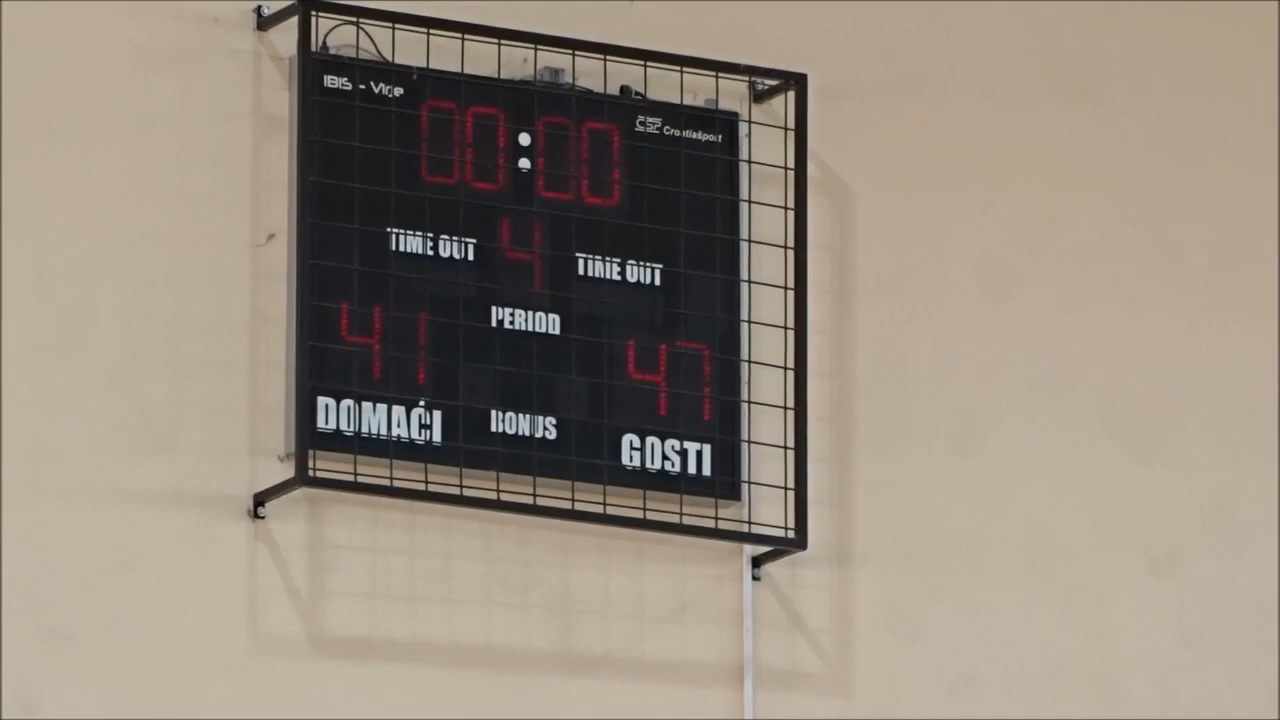 IBIS - Virje
CSP Croatiašport
00:00
TIME OUT 4 TIME OUT
PERIOD
41 47
DOMAĆI BONUS GOSTI